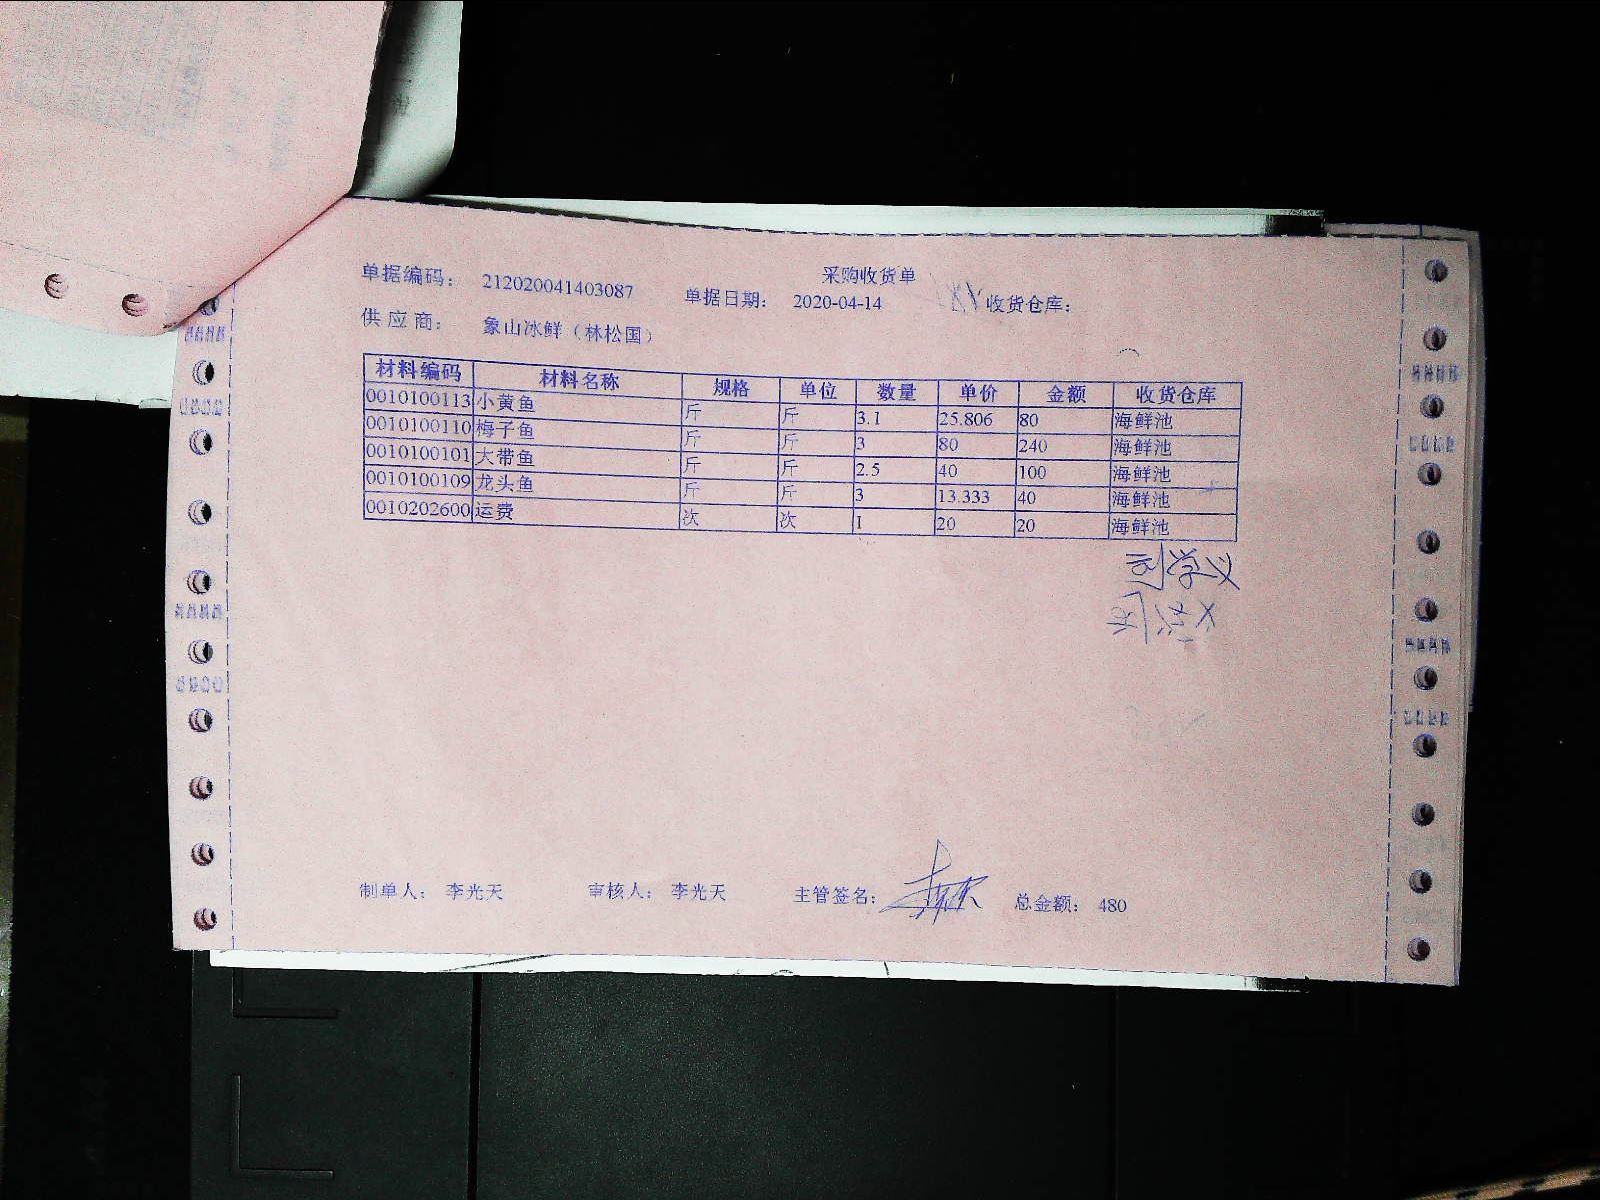 采购收货单
单据编码： 212020041403087 单据日期： 2020-04-14 收货仓库：
供 应 商： 象山冰鲜（林松国）
材料编码 材料名称 规格 单位 数量 单价 金额 收货仓库
0010100113 小黄鱼 斤 斤 3.1 25.806 80 海鲜池
0010100110 梅子鱼 斤 斤 3 80 240 海鲜池
0010100101 大带鱼 斤 斤 2.5 40 100 海鲜池
0010100109 龙头鱼 斤 斤 3 13.333 40 海鲜池
0010202600 运费 次 次 1 20 20 海鲜池
制单人： 李光天 审核人： 李光天 主管签名： 总金额： 480